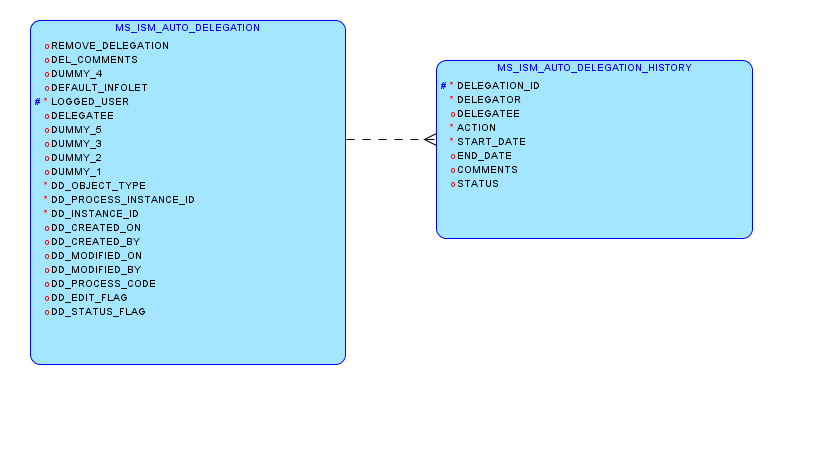 MS_ISM_AUTO_DELEGATION
o REMOVE_DELEGATION
o DEL_COMMENTS
o DUMMY_4
o DEFAULT_INFOLET
# * LOGGED_USER
o DELEGATEE
o DUMMY_5
o DUMMY_3
o DUMMY_2
o DUMMY_1
* DD_OBJECT_TYPE
* DD_PROCESS_INSTANCE_ID
* DD_INSTANCE_ID
o DD_CREATED_ON
o DD_CREATED_BY
o DD_MODIFIED_ON
o DD_MODIFIED_BY
o DD_PROCESS_CODE
o DD_EDIT_FLAG
o DD_STATUS_FLAG
MS_ISM_AUTO_DELEGATION_HISTORY
# * DELEGATION_ID
* DELEGATOR
o DELEGATEE
* ACTION
* START_DATE
o END_DATE
o COMMENTS
o STATUS